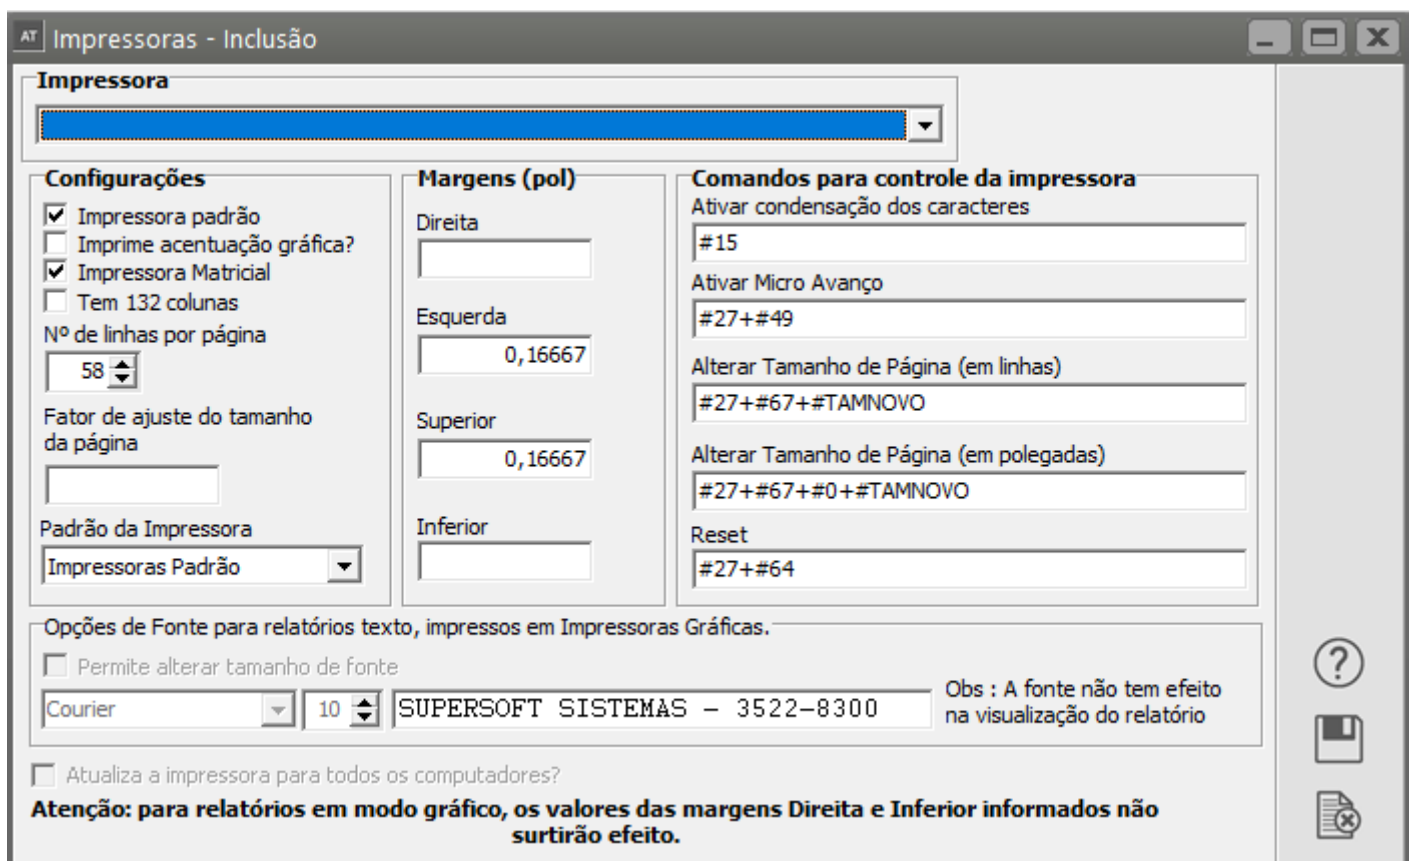 AT Impressoras - Inclusão
Impressora
Configurações
Impressora padrão
Imprime acentuação gráfica?
Impressora Matricial
Tem 132 colunas
Nº de linhas por página
58
Fator de ajuste do tamanho
da página
Padrão da Impressora
Impressoras Padrão
Margens (pol)
Direita
Esquerda
0,16667
Superior
0,16667
Inferior
Comandos para controle da impressora
Ativar condensação dos caracteres
#15
Ativar Micro Avanço
#27+#49
Alterar Tamanho de Página (em linhas)
#27+#67+#TAMNOVO
Alterar Tamanho de Página (em polegadas)
#27+#67+#0+#TAMNOVO
Reset
#27+#64
Opções de Fonte para relatórios texto, impressos em Impressoras Gráficas.
Permite alterar tamanho de fonte
Courier 10 SUPERSOFT SISTEMAS - 3522-8300
Obs : A fonte não tem efeito
na visualização do relatório
Atualiza a impressora para todos os computadores?
Atenção: para relatórios em modo gráfico, os valores das margens Direita e Inferior informados não
surtirão efeito.